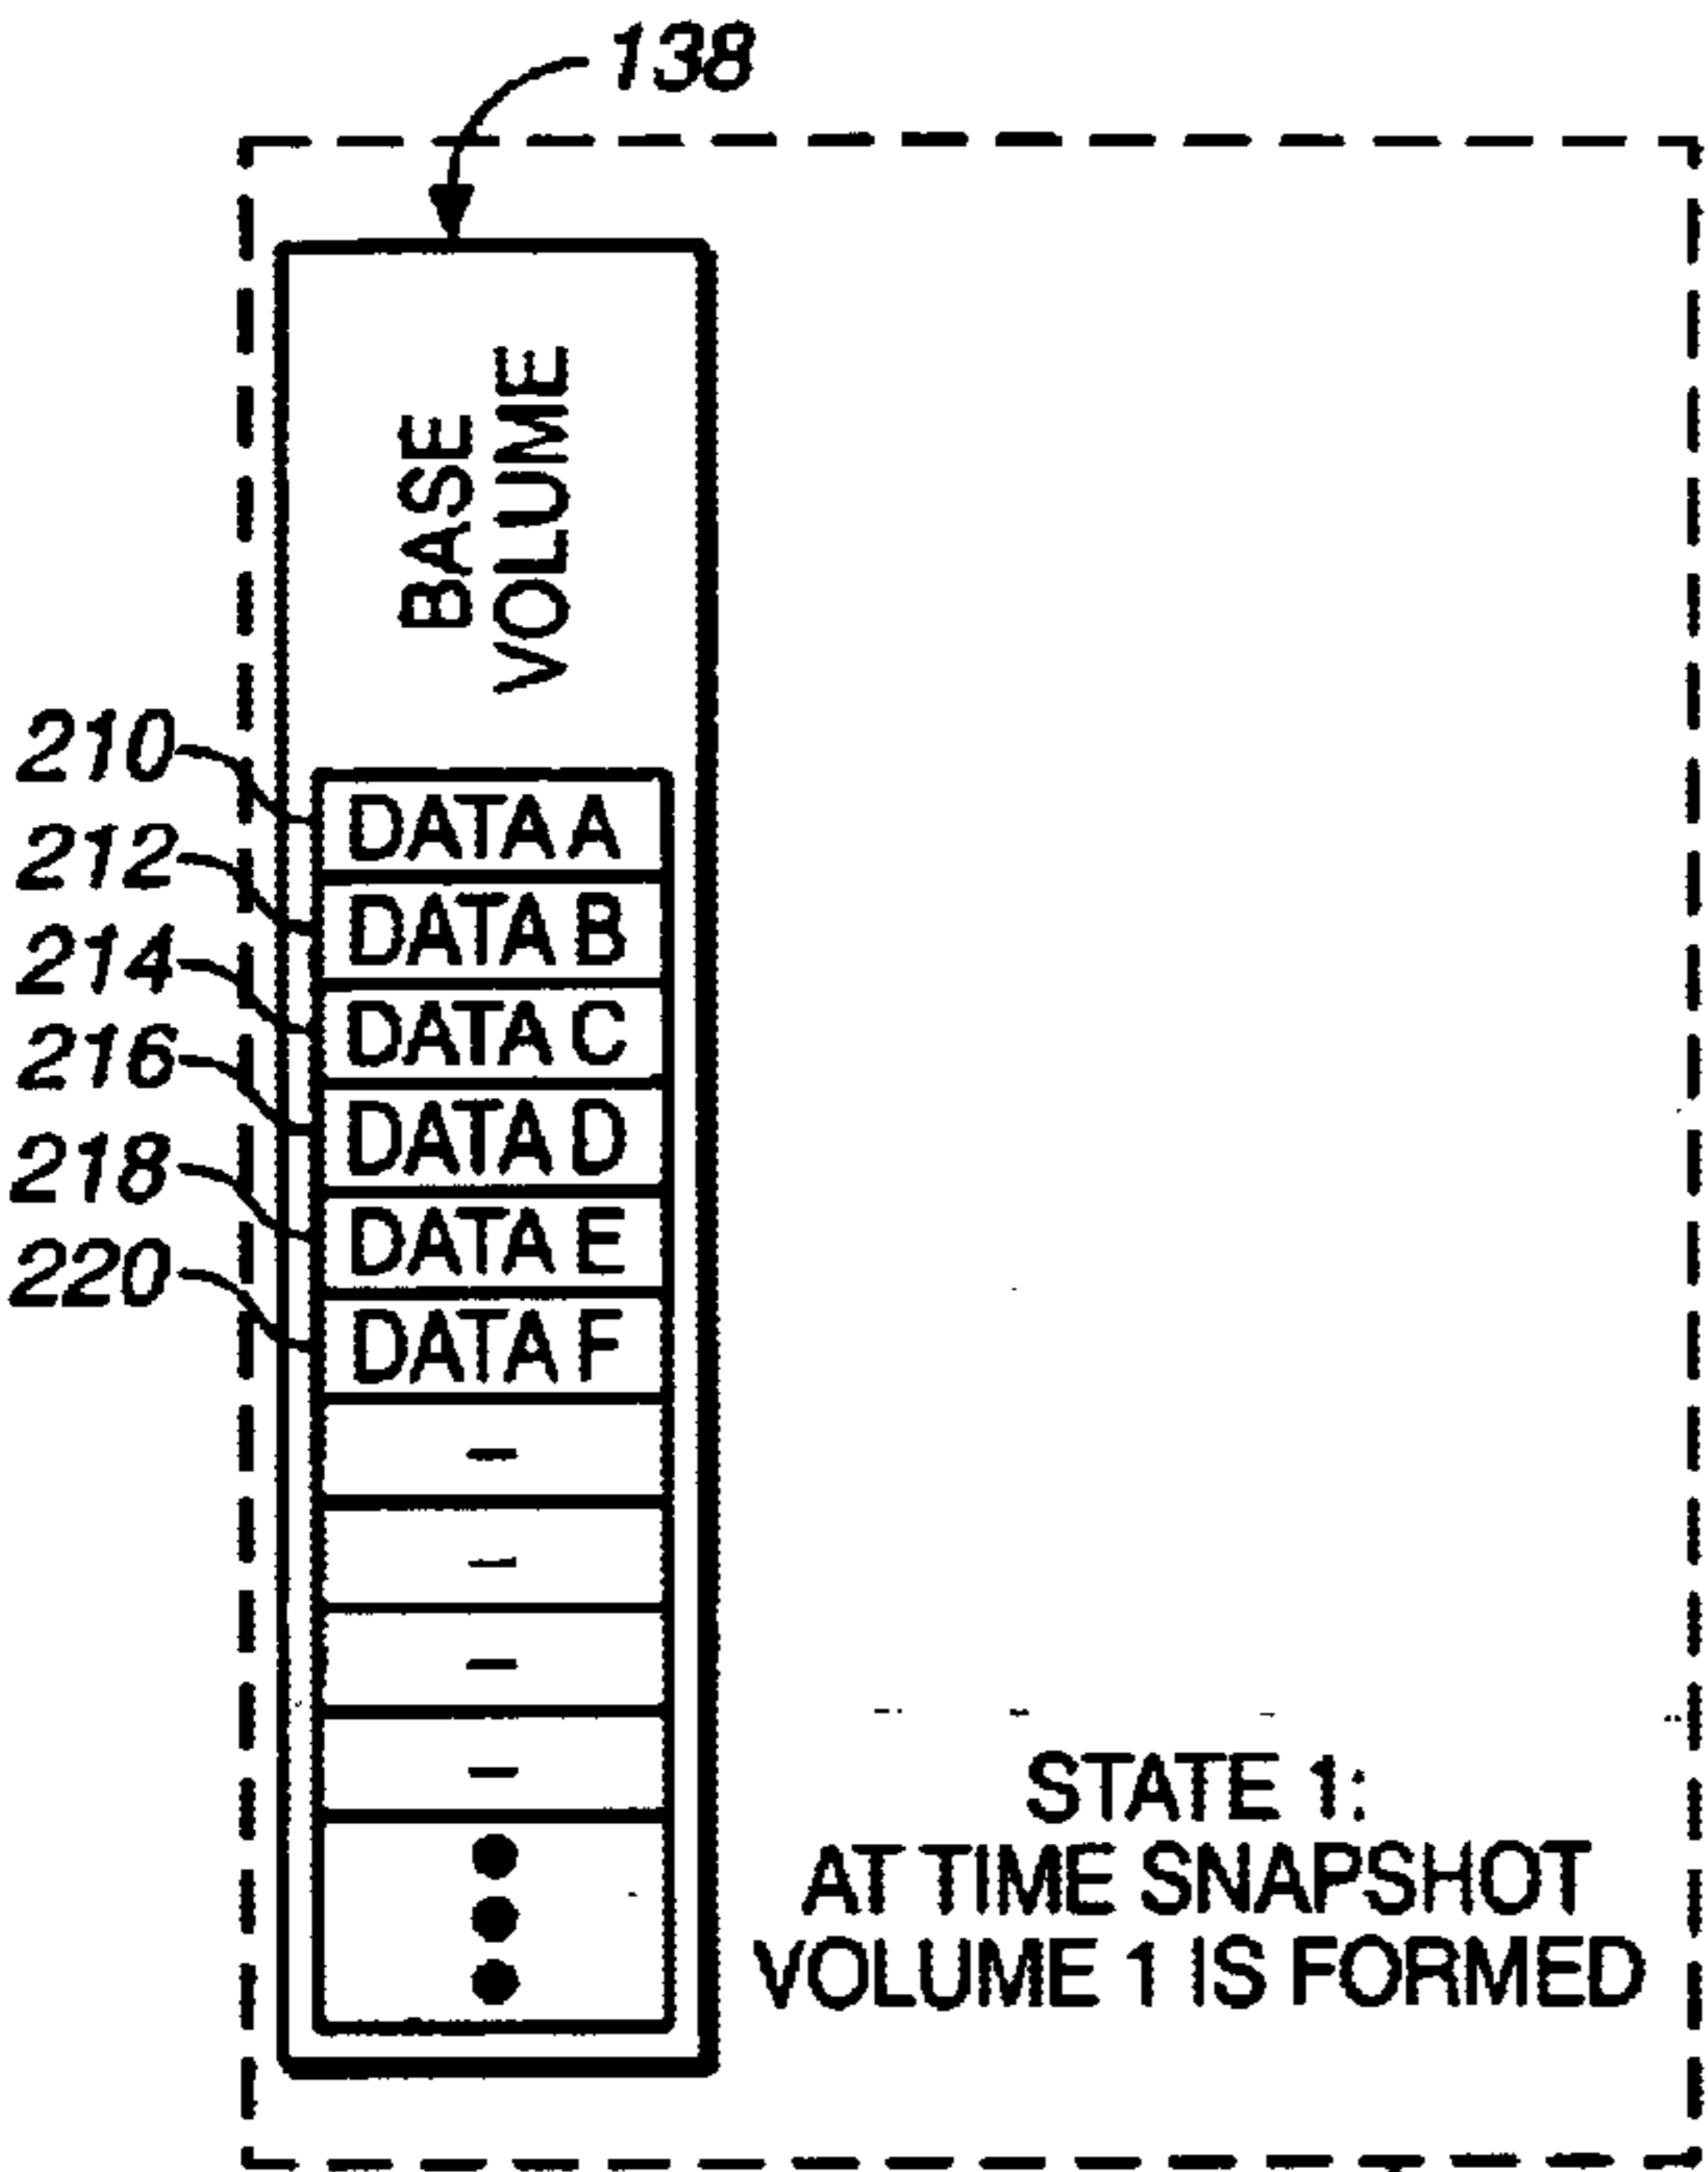 138
BASE
VOLUME
210
DATA A
212
DATA B
214
DATA C
216
DATA D
218
DATA E
220
DATA F
-
-
-
-
STATE 1:
AT TIME SNAPSHOT
VOLUME 1 IS FORMED